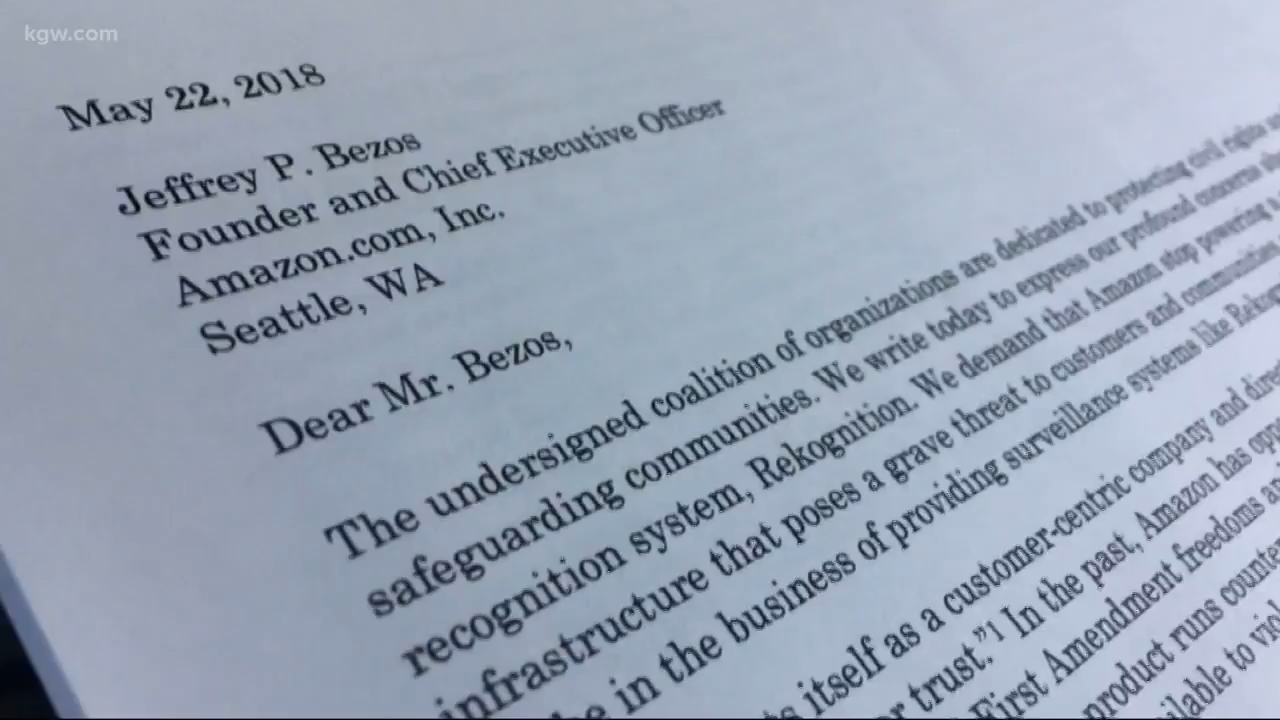 kgw.com
May 22, 2018
Jeffrey P. Bezos
Founder and Chief Executive Officer
Amazon.com, Inc.
Seattle, WA
Dear Mr. Bezos,
The undersigned coalition of organizations are dedicated to protecting civil rights
safeguarding communities. We write today to express our profound concerns
recognition system, Rekognition. We demand that Amazon stop powering a
infrastructure that poses a grave threat to customers and communities
in the business of providing surveillance systems like
itself as a customer-centric company and
trust.”1 In the past, Amazon has
First Amendment freedoms
product runs
to